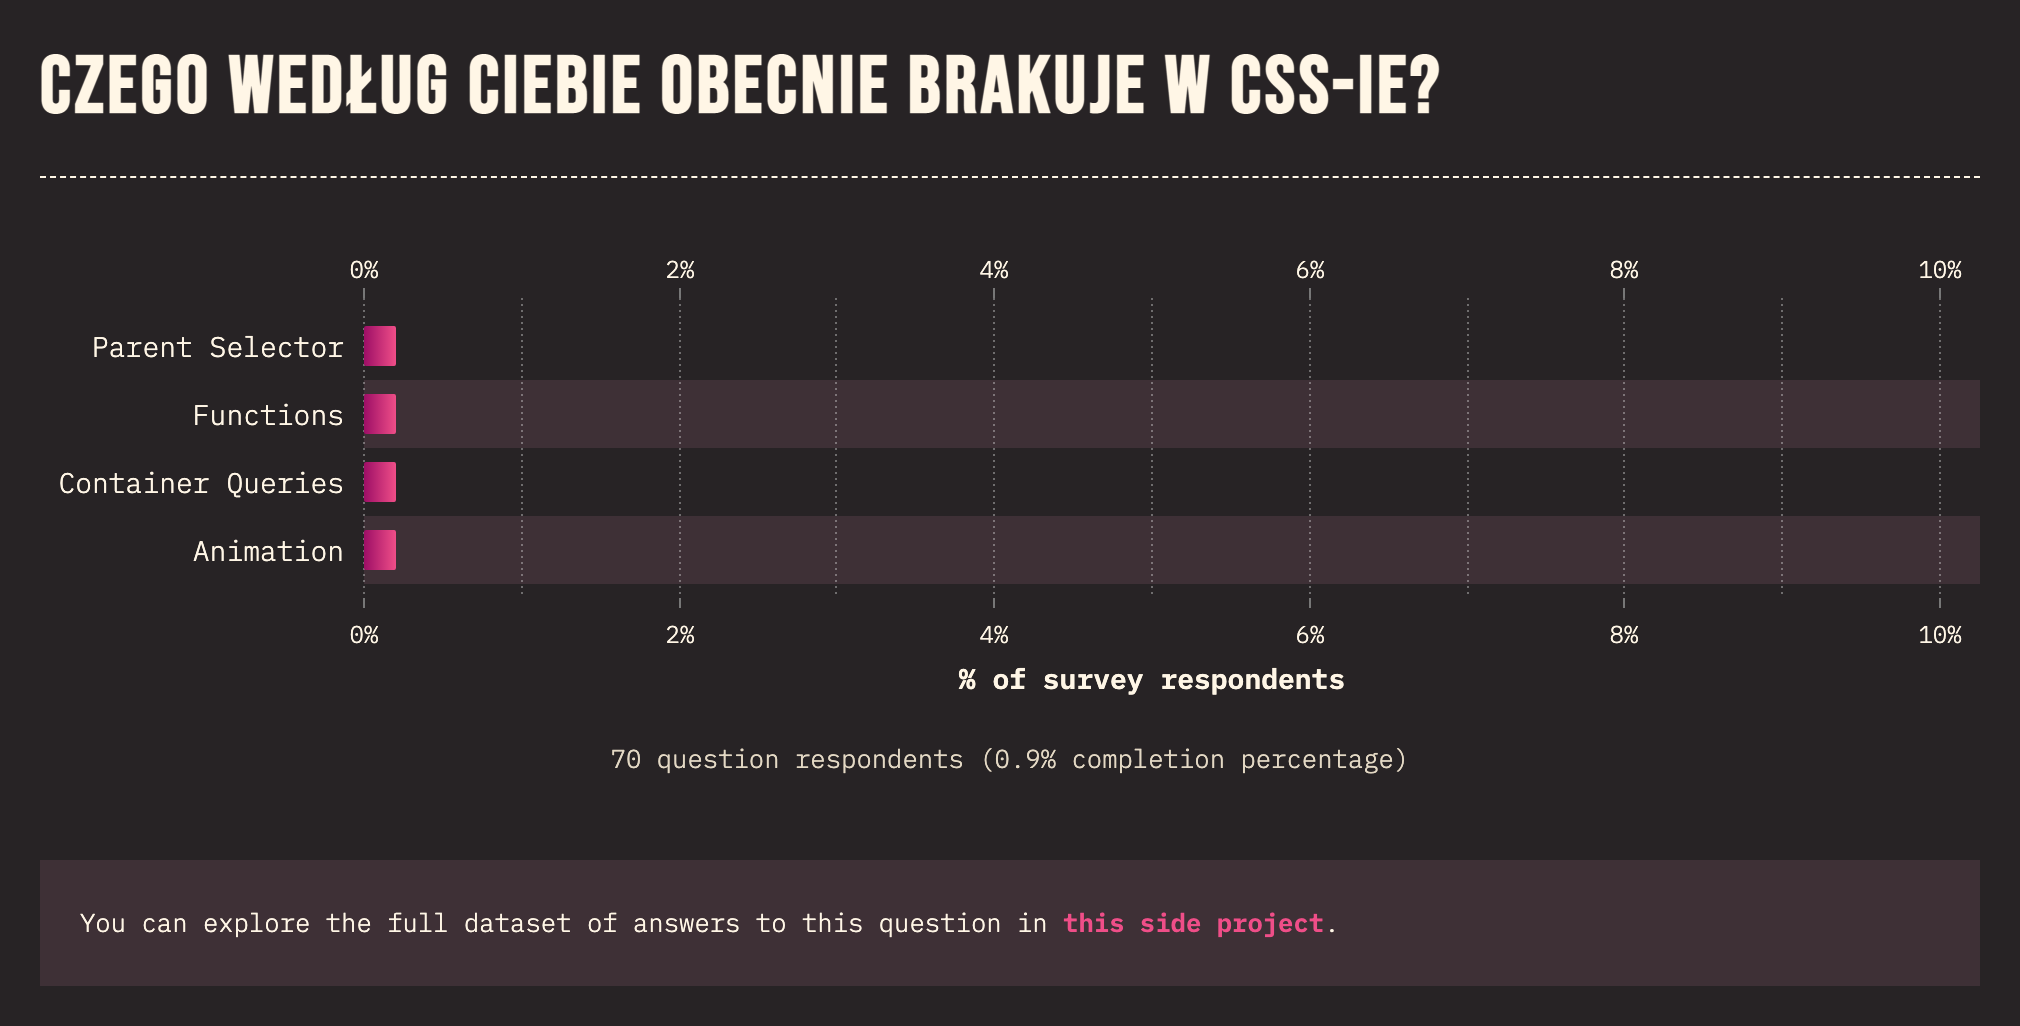 CZEGO WEDŁUG CIEBIE OBECNIE BRAKUJE W CSS-IE?
0% 2% 4% 6% 8% 10%
Parent Selector
Functions
Container Queries
Animation
0% 2% 4% 6% 8% 10%
% of survey respondents
70 question respondents (0.9% completion percentage)
You can explore the full dataset of answers to this question in this side project.